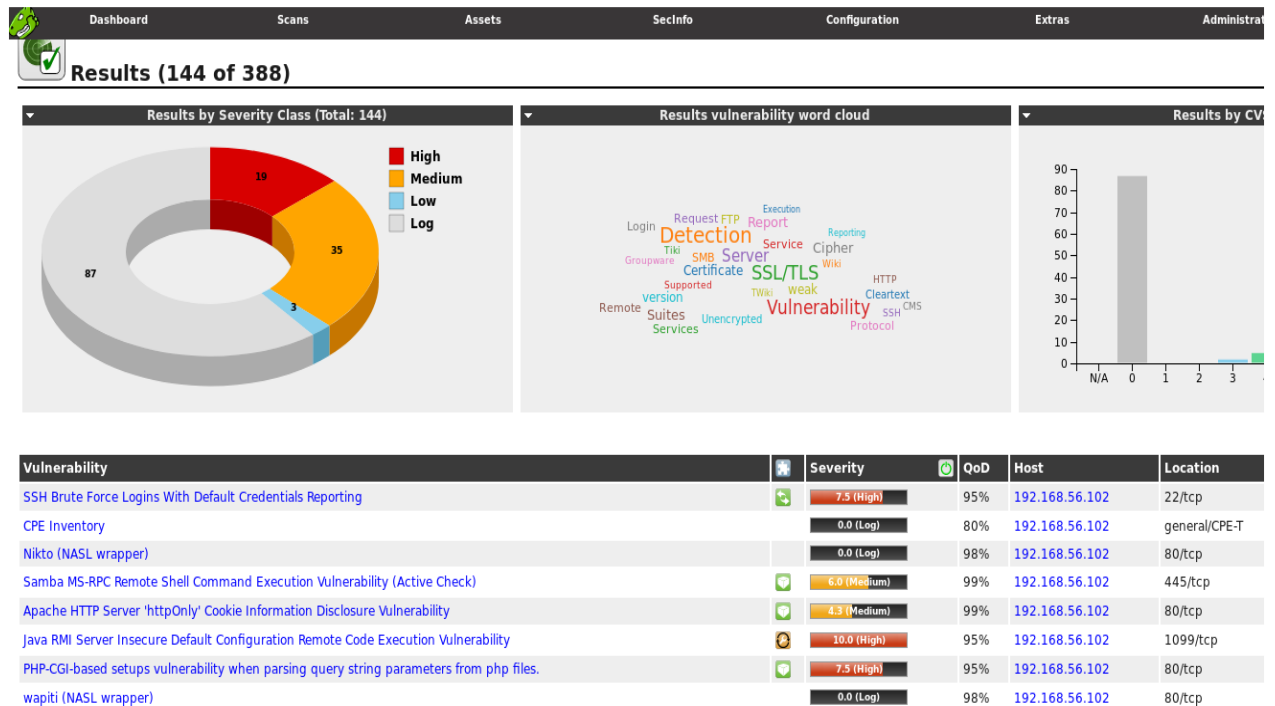 Dashboard Scans Assets SecInfo Configuration Extras Administrat
Results (144 of 388)
Results by Severity Class (Total: 144)
19
35
3
87
High
Medium
Low
Log
Results vulnerability word cloud
Execution
Request FTP Report
Login
Detection
Reporting
Service Cipher
Tiki
Groupware SMB Server
Wiki
Certificate SSL/TLS
HTTP
Supported
TWiki weak
Cleartext
version
Remote
Vulnerability
CMS
SSH
Suites
Unencrypted
Protocol
Services
Results by CVS
90
80
70
60
50
40
30
20
10
0
N/A 0 1 2 3
Vulnerability Severity QoD Host Location
SSH Brute Force Logins With Default Credentials Reporting 7.5 (High) 95% 192.168.56.102 22/tcp
CPE Inventory 0.0 (Log) 80% 192.168.56.102 general/CPE-T
Nikto (NASL wrapper) 0.0 (Log) 98% 192.168.56.102 80/tcp
Samba MS-RPC Remote Shell Command Execution Vulnerability (Active Check) 6.0 (Medium) 99% 192.168.56.102 445/tcp
Apache HTTP Server 'httpOnly' Cookie Information Disclosure Vulnerability 4.3 (Medium) 99% 192.168.56.102 80/tcp
Java RMI Server Insecure Default Configuration Remote Code Execution Vulnerability 10.0 (High) 95% 192.168.56.102 1099/tcp
PHP-CGI-based setups vulnerability when parsing query string parameters from php files. 7.5 (High) 95% 192.168.56.102 80/tcp
wapiti (NASL wrapper) 0.0 (Log) 98% 192.168.56.102 80/tcp